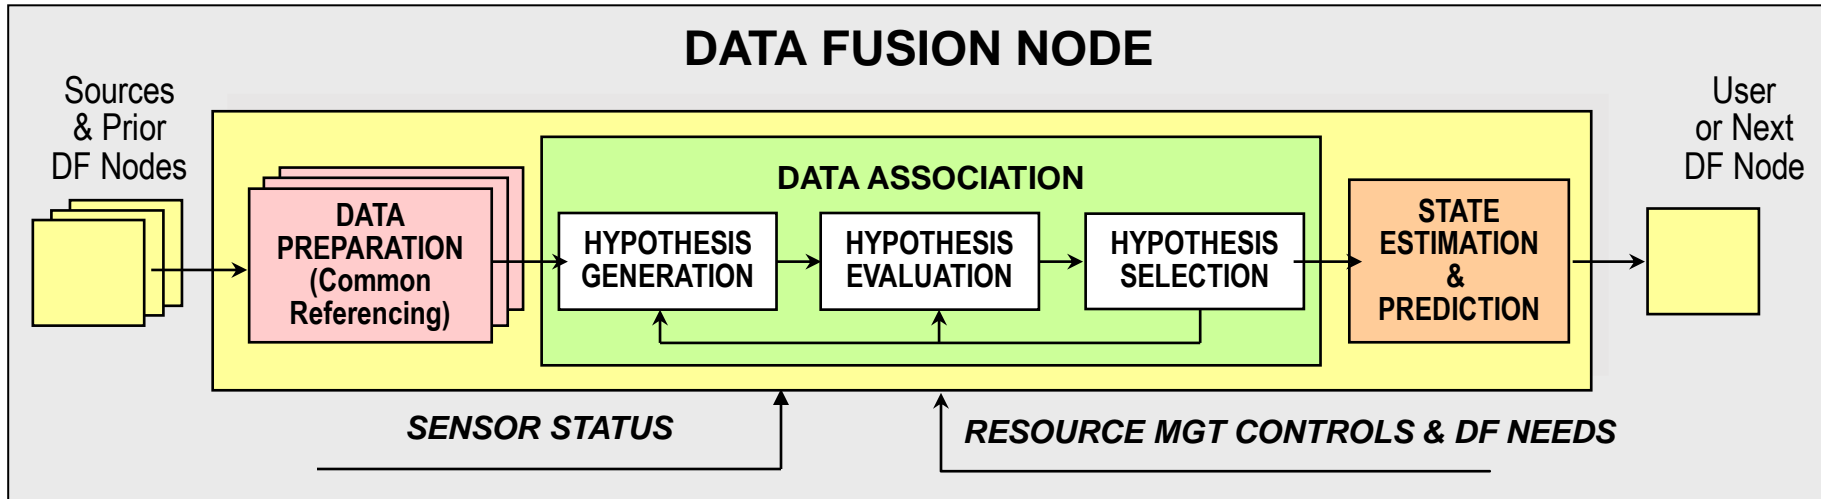 DATA FUSION NODE
Sources
& Prior
DF Nodes
User
or Next
DF Node
DATA ASSOCIATION
DATA
PREPARATION
(Common
Referencing)
HYPOTHESIS
GENERATION
HYPOTHESIS
EVALUATION
HYPOTHESIS
SELECTION
STATE
ESTIMATION
&
PREDICTION
SENSOR STATUS
RESOURCE MGT CONTROLS & DF NEEDS